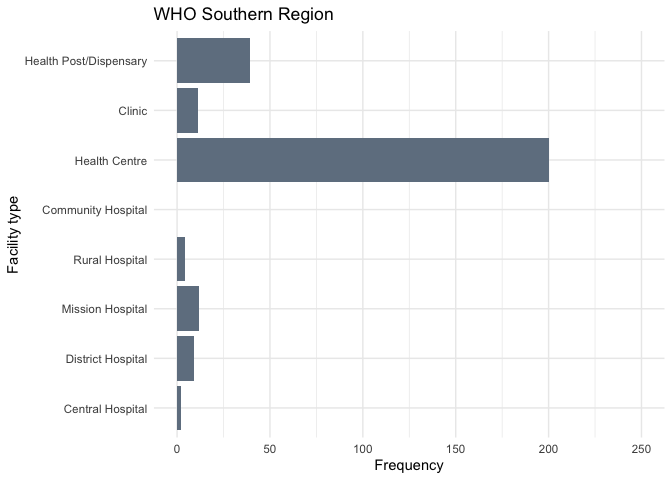 WHO Southern Region
Facility type
Health Post/Dispensary
Clinic
Health Centre
Community Hospital
Rural Hospital
Mission Hospital
District Hospital
Central Hospital
0 50 100 150 200 250
Frequency